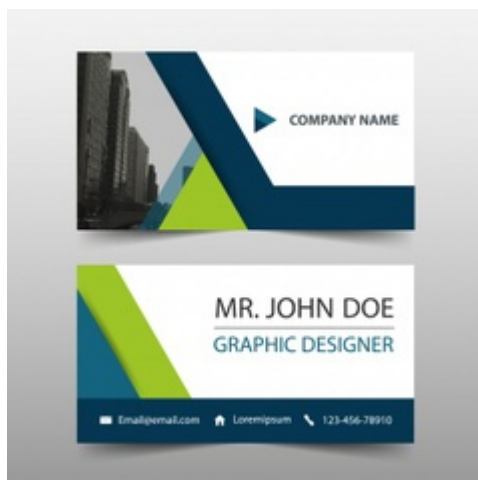 COMPANY NAME
MR. JOHN DOE
GRAPHIC DESIGNER
Email@email.com Loremipsum 123-456-78910